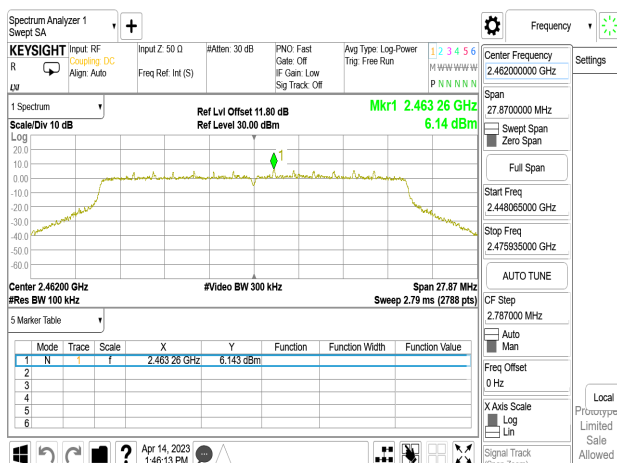 Spectrum Analyzer 1
Swept SA
Frequency
KEYSIGHT
R
Input: RF
Coupling: DC
Align: Auto
Input Z: 50 Ω
Freq Ref: Int (S)
#Atten: 30 dB
PNO: Fast
Gate: Off
IF Gain: Low
Sig Track: Off
Avg Type: Log-Power
Trig: Free Run
1 2 3 4 5 6
M W W W W W
P N N N N N
1 Spectrum
Scale/Div 10 dB
Ref Lvl Offset 11.80 dB
Ref Level 30.00 dBm
Mkr1 2.463 26 GHz
6.14 dBm
Log
20.0
10.0
0.00
-10.0
-20.0
-30.0
-40.0
-50.0
-60.0
1
Center 2.46200 GHz
#Res BW 100 kHz
#Video BW 300 kHz
Span 27.87 MHz
Sweep 2.79 ms (2788 pts)
5 Marker Table
Mode Trace Scale X Y Function Function Width Function Value
1 N 1 f 2.463 26 GHz 6.143 dBm
2
3
4
5
6
Apr 14, 2023
1:46:13 PM
Center Frequency
2.462000000 GHz
Span
27.8700000 MHz
Swept Span
Zero Span
Full Span
Start Freq
2.448065000 GHz
Stop Freq
2.475935000 GHz
AUTO TUNE
CF Step
2.787000 MHz
Auto
Man
Freq Offset
0 Hz
X Axis Scale
Log
Lin
Signal Track
(Span Zoom)
Settings
Local
Prototype
Limited
Sale
Allowed